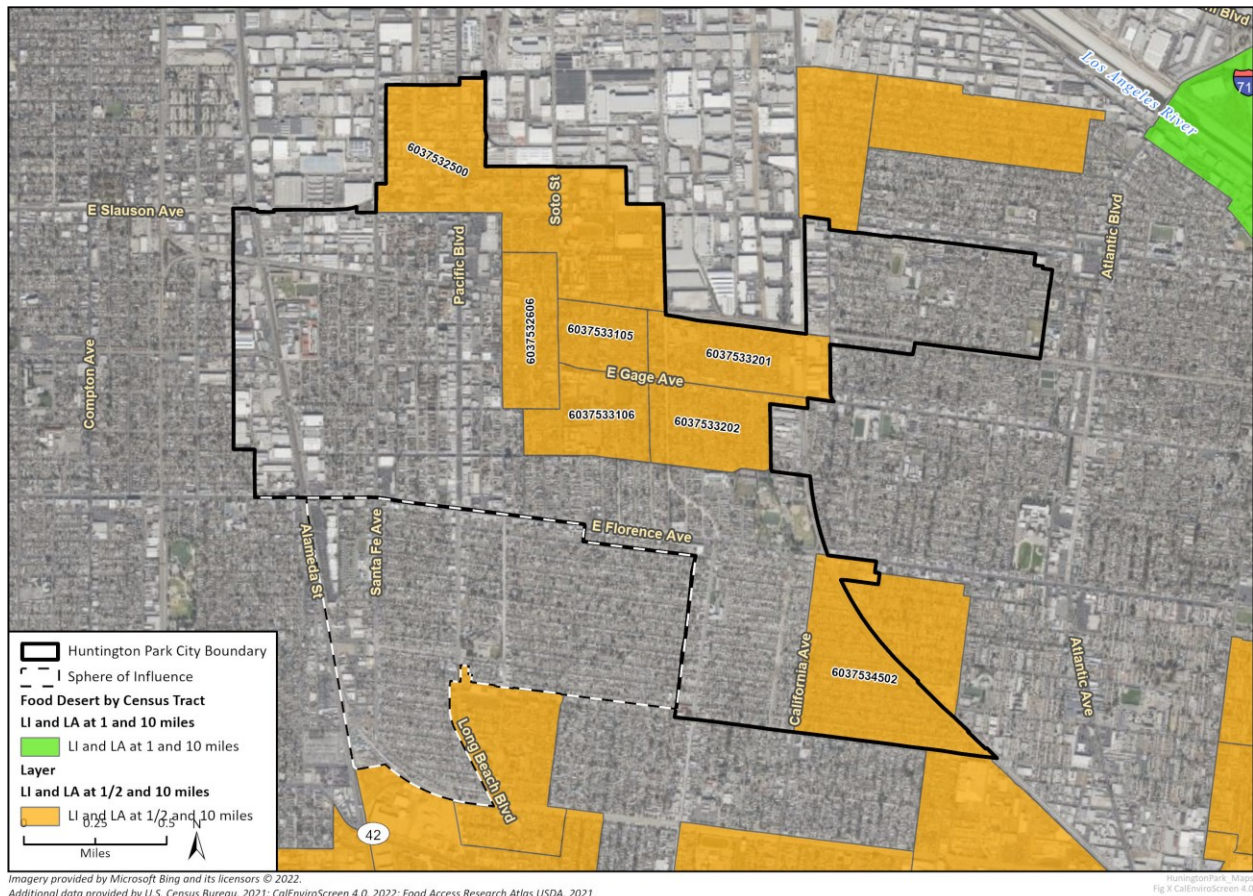 Los Angeles River
71
6037532500
E Slauson Ave
Soto St
Pacific Blvd
Atlantic Blvd
Compton Ave
6037532606
6037533105
6037533201
E Gage Ave
6037533106
6037533202
E Florence Ave
Alameda St
Santa Fe Ave
California Ave
6037534502
Atlantic Ave
Long Beach Blvd
42
Huntington Park City Boundary
Sphere of Influence
Food Desert by Census Tract
LI and LA at 1 and 10 miles
LI and LA at 1 and 10 miles
Layer
LI and LA at 1/2 and 10 miles
LI and LA at 1/2 and 10 miles
0 0.25 0.5 N
Miles
Imagery provided by Microsoft Bing and its licensors © 2022.
Additional data provided by U.S. Census Bureau, 2021; CalEnviroScreen 4.0, 2022; Food Access Research Atlas USDA, 2021.
HuningtonPark_Maps
Fig X CalEnviroScreen 4.0